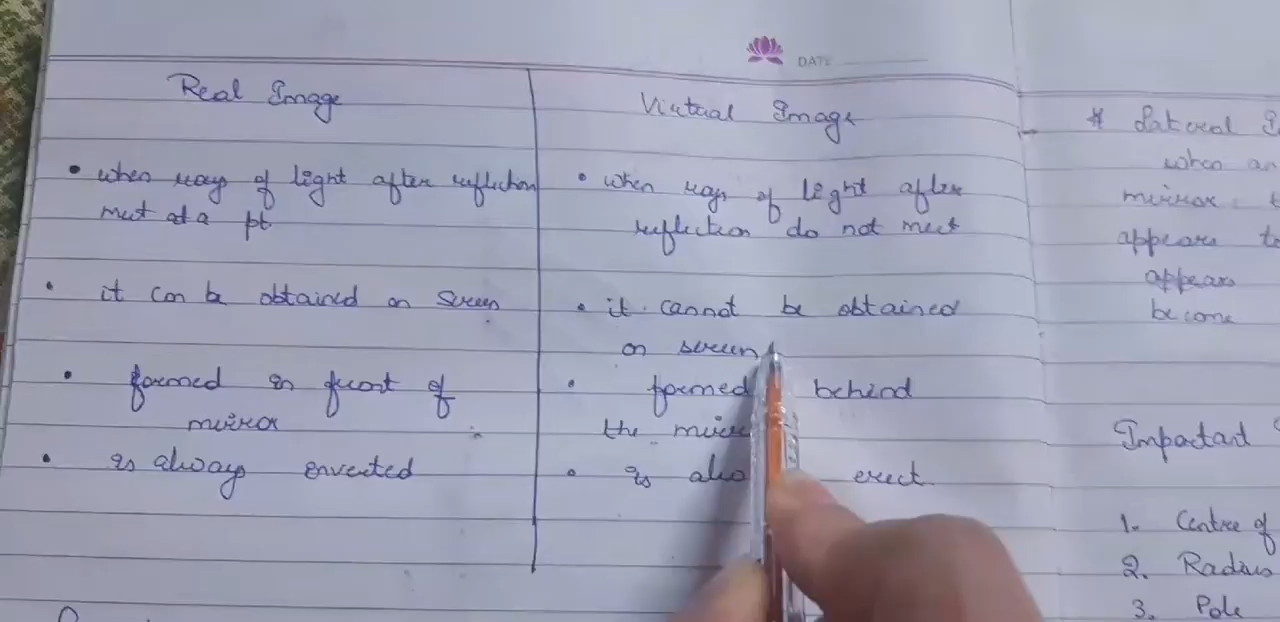 DATE
Real Image
• when rays of light after reflection
meet at a pt
• it can be obtained on screen
• formed in front of
mirror
• is always inverted
Virtual Image
• when rays of light after
reflection do not meet
• it cannot be obtained
on screen
• formed behind
the
• is erect
* Lateral
when an
mirror
appears to
appears
become
Important
1. Centre of
2. Radius
3. Pole